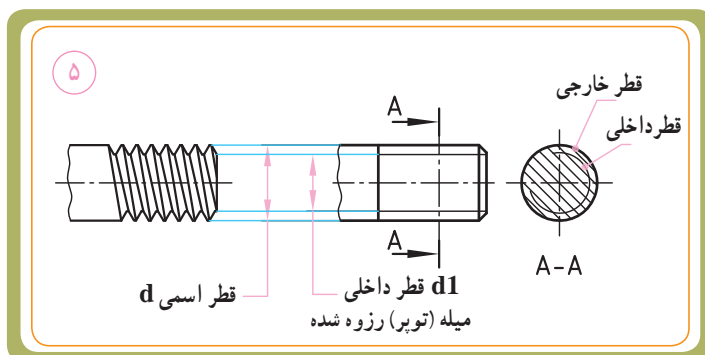 ۵
A
A
قطر خارجی
قطر داخلی
A-A
قطر اسمی d
d1 قطر داخلی
میله (توپر) رزوه شده